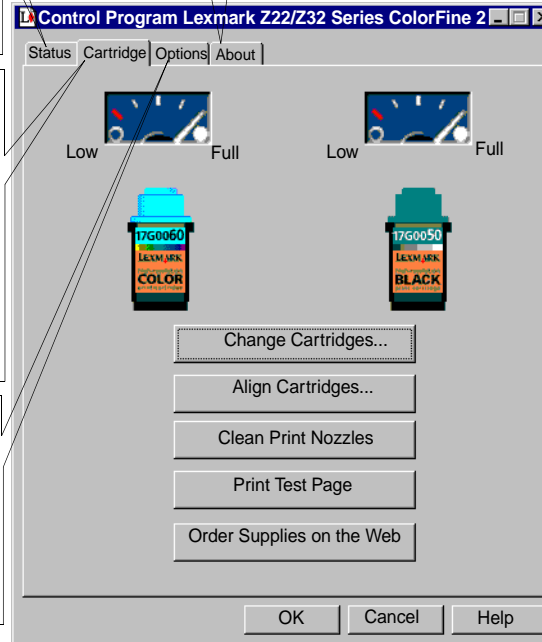 Control Program Lexmark Z22/Z32 Series ColorFine 2
Status Cartridge Options About
Low Full Low Full
17G0060 17G0050
LEXMARK LEXMARK
COLOR BLACK
Change Cartridges...
Align Cartridges...
Clean Print Nozzles
Print Test Page
Order Supplies on the Web
OK Cancel Help